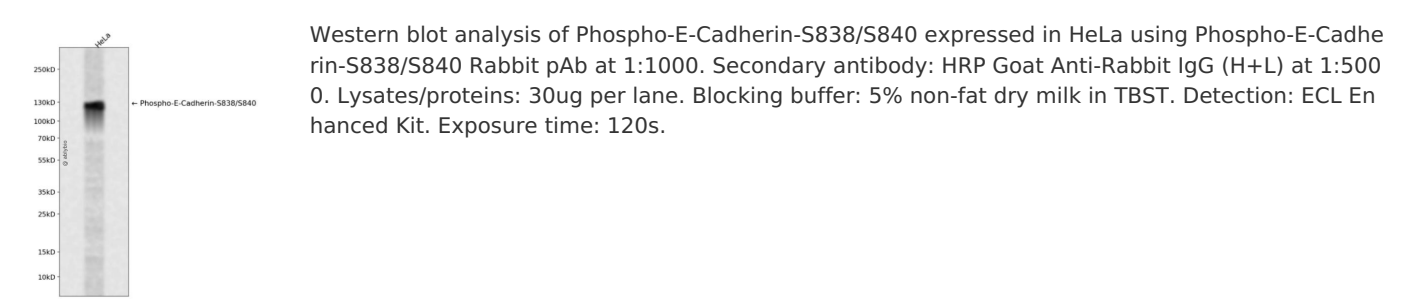 HeLa
250kD
130kD
← Phospho-E-Cadherin-S838/S840
100kD
70kD
55kD
35kD
25kD
15kD
10kD
@ abbybio
Western blot analysis of Phospho-E-Cadherin-S838/S840 expressed in HeLa using Phospho-E-Cadhe
rin-S838/S840 Rabbit pAb at 1:1000. Secondary antibody: HRP Goat Anti-Rabbit IgG (H+L) at 1:500
0. Lysates/proteins: 30ug per lane. Blocking buffer: 5% non-fat dry milk in TBST. Detection: ECL En
hanced Kit. Exposure time: 120s.